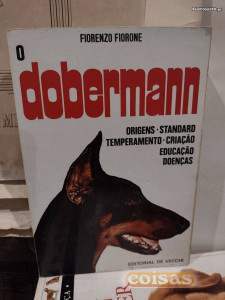 FIORENZO FIORONE
O
dobermann
ORIGENS · STANDARD
TEMPERAMENTO · CRIAÇÃO
EDUCAÇÃO
DOENÇAS
EDITORIAL DE VECCHI
coisas